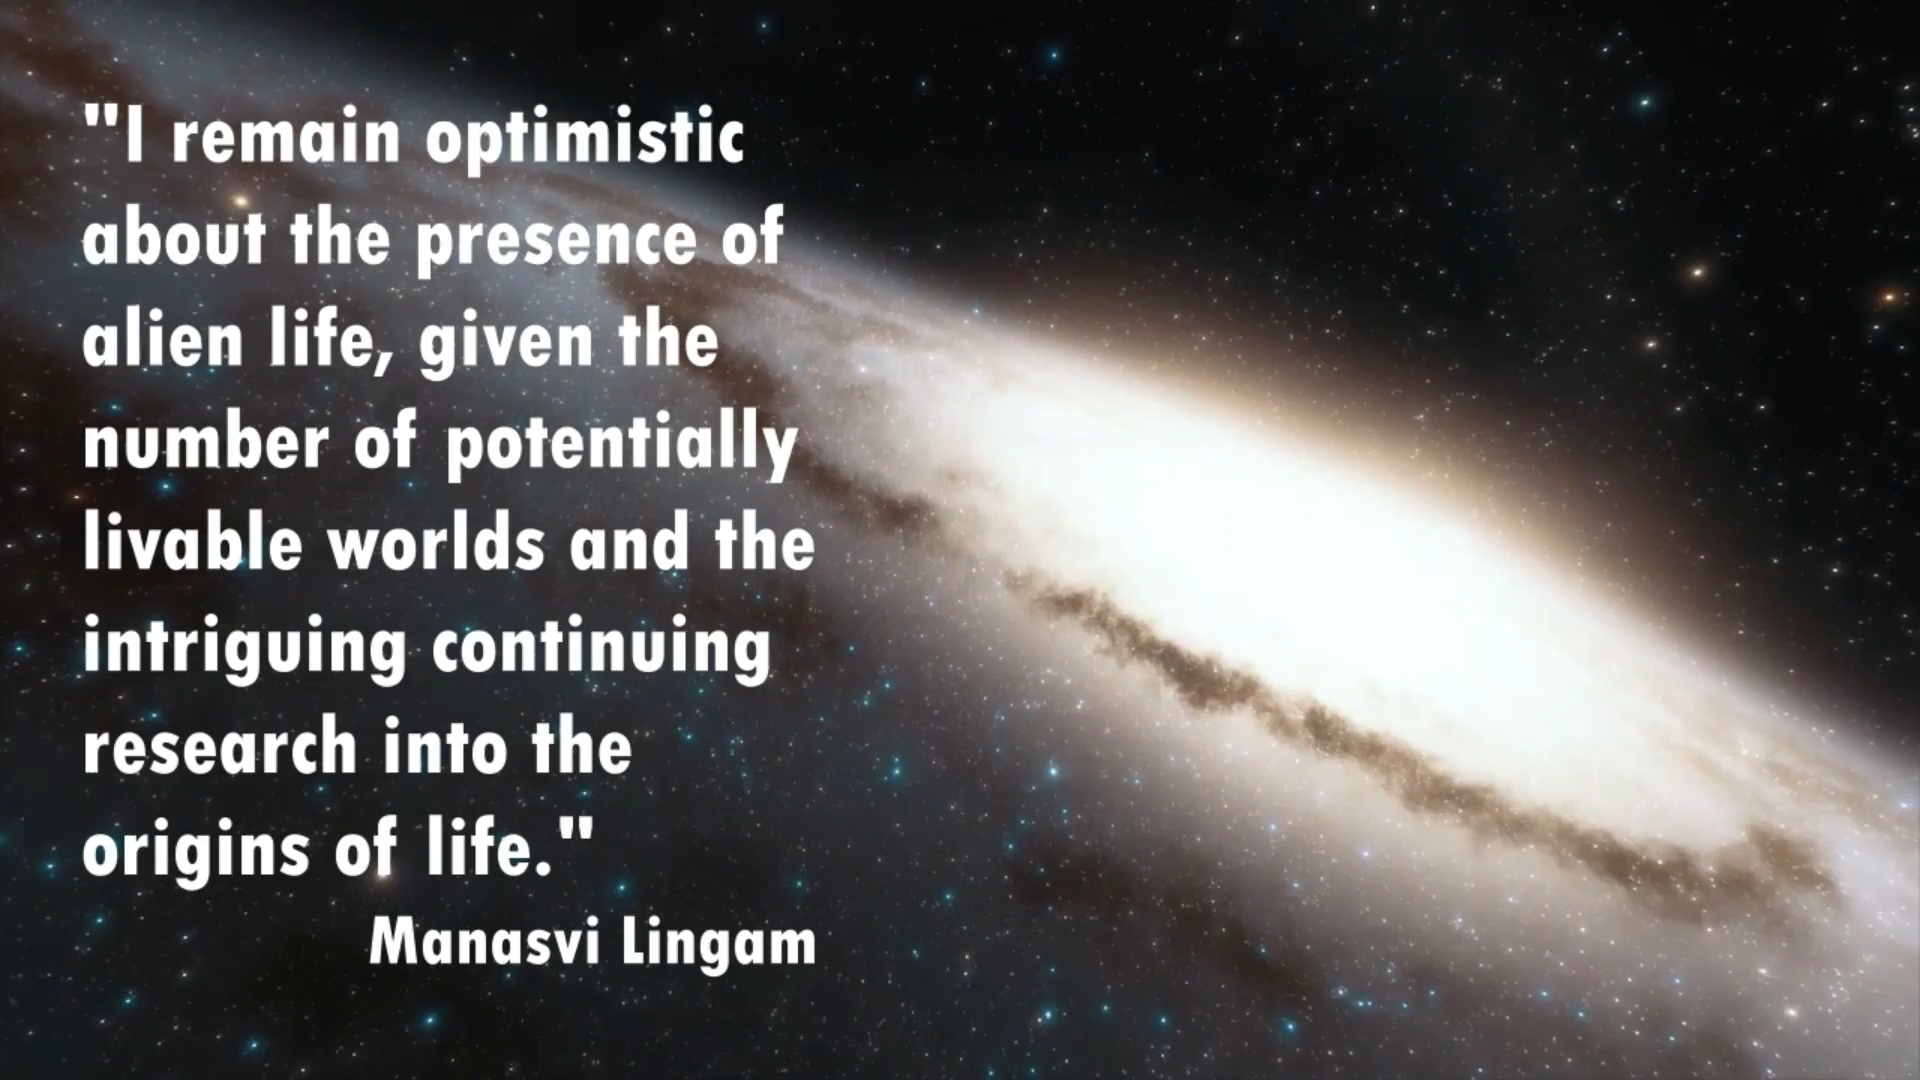 "I remain optimistic
about the presence of
alien life, given the
number of potentially
livable worlds and the
intriguing continuing
research into the
origins of life."
Manasvi Lingam